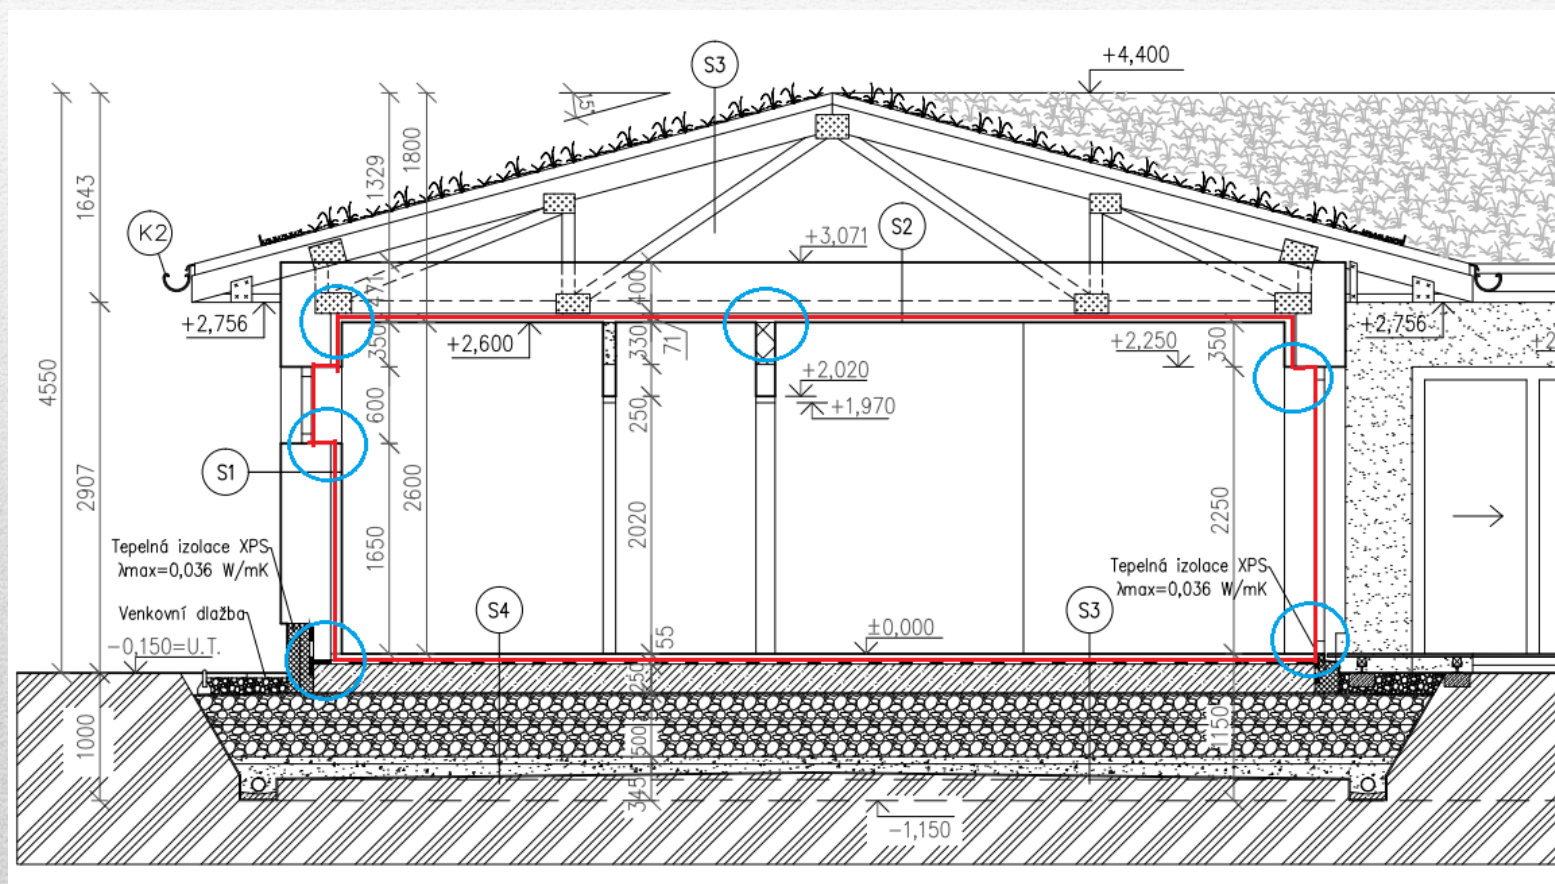 S3
+4,400
15°
1800
1329
1643
K2
S2
+3,071
471
400
+2,756
+2,600
350
330
71
+2,250
350
+2,756
4550
600
+2,020
+1,970
250
S1
2907
2600
2020
2250
1650
Tepelná izolace XPS
λmax=0,036 W/mK
Tepelná izolace XPS
λmax=0,036 W/mK
Venkovní dlažba
S4
S3
-0,150=U.T.
55
±0,000
250
1000
500
1150
345
-1,150